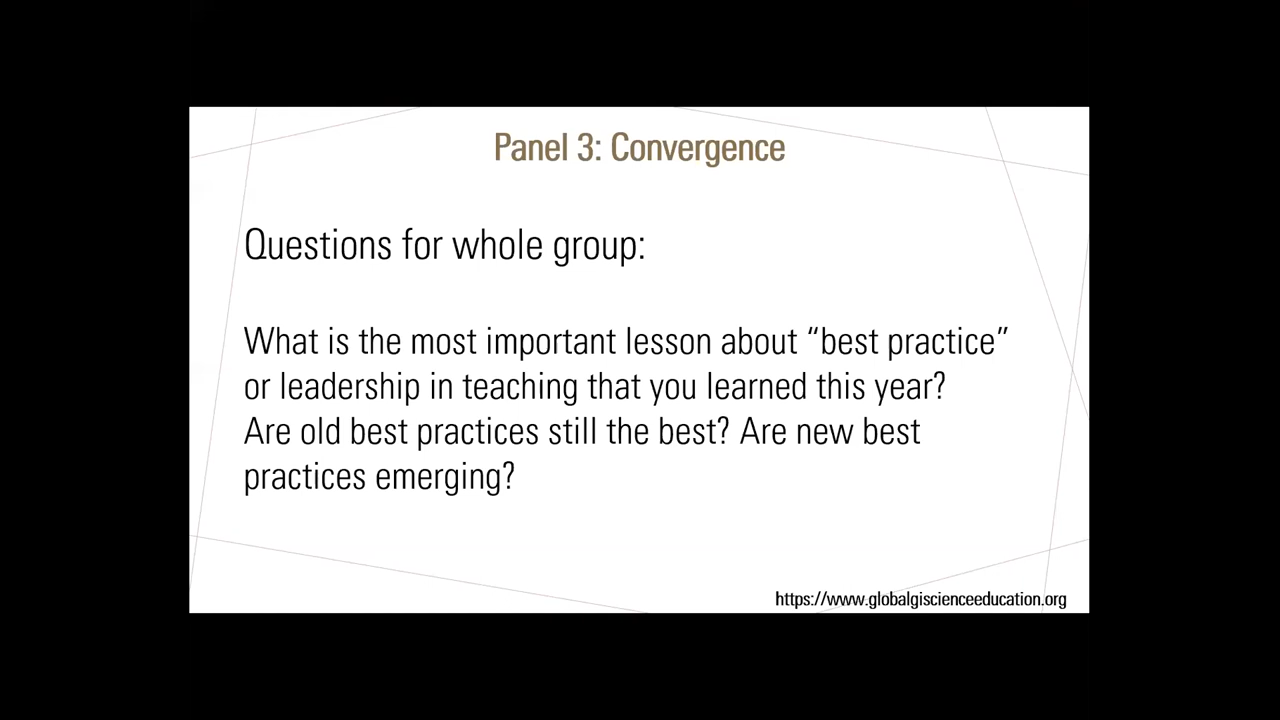 Panel 3: Convergence
Questions for whole group:
What is the most important lesson about “best practice”
or leadership in teaching that you learned this year?
Are old best practices still the best? Are new best
practices emerging?
https://www.globalgiscienceeducation.org